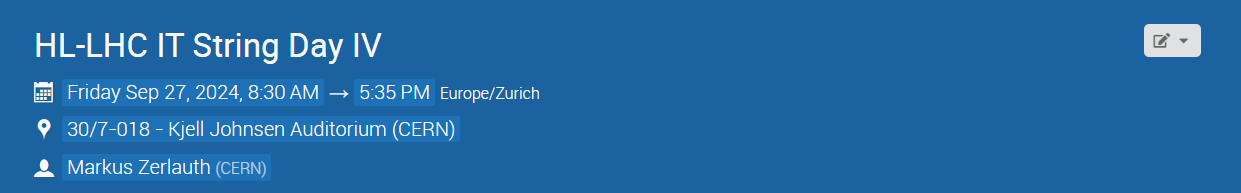 HL-LHC IT String Day IV
Friday Sep 27, 2024, 8:30 AM → 5:35 PM Europe/Zurich
30/7-018 - Kjell Johnsen Auditorium (CERN)
Markus Zerlauth (CERN)